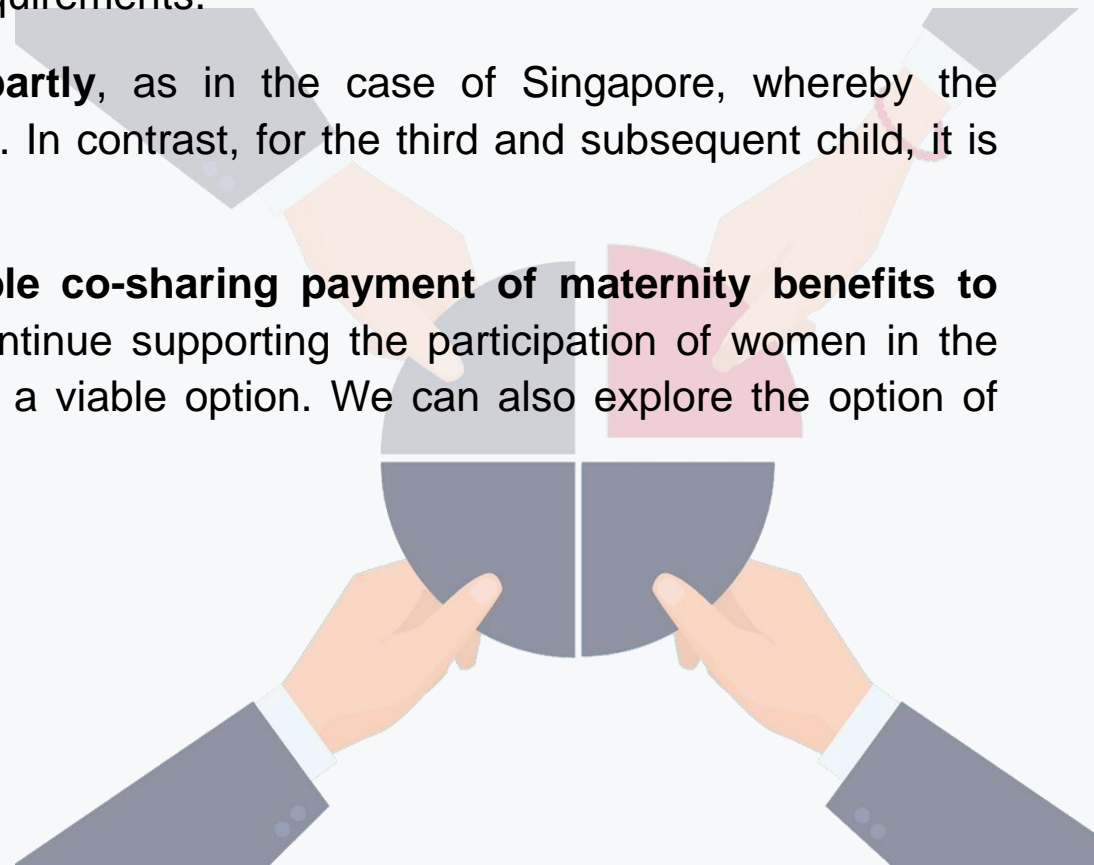 quirements.
partly, as in the case of Singapore, whereby the
. In contrast, for the third and subsequent child, it is
ble co-sharing payment of maternity benefits to
ntinue supporting the participation of women in the
a viable option. We can also explore the option of